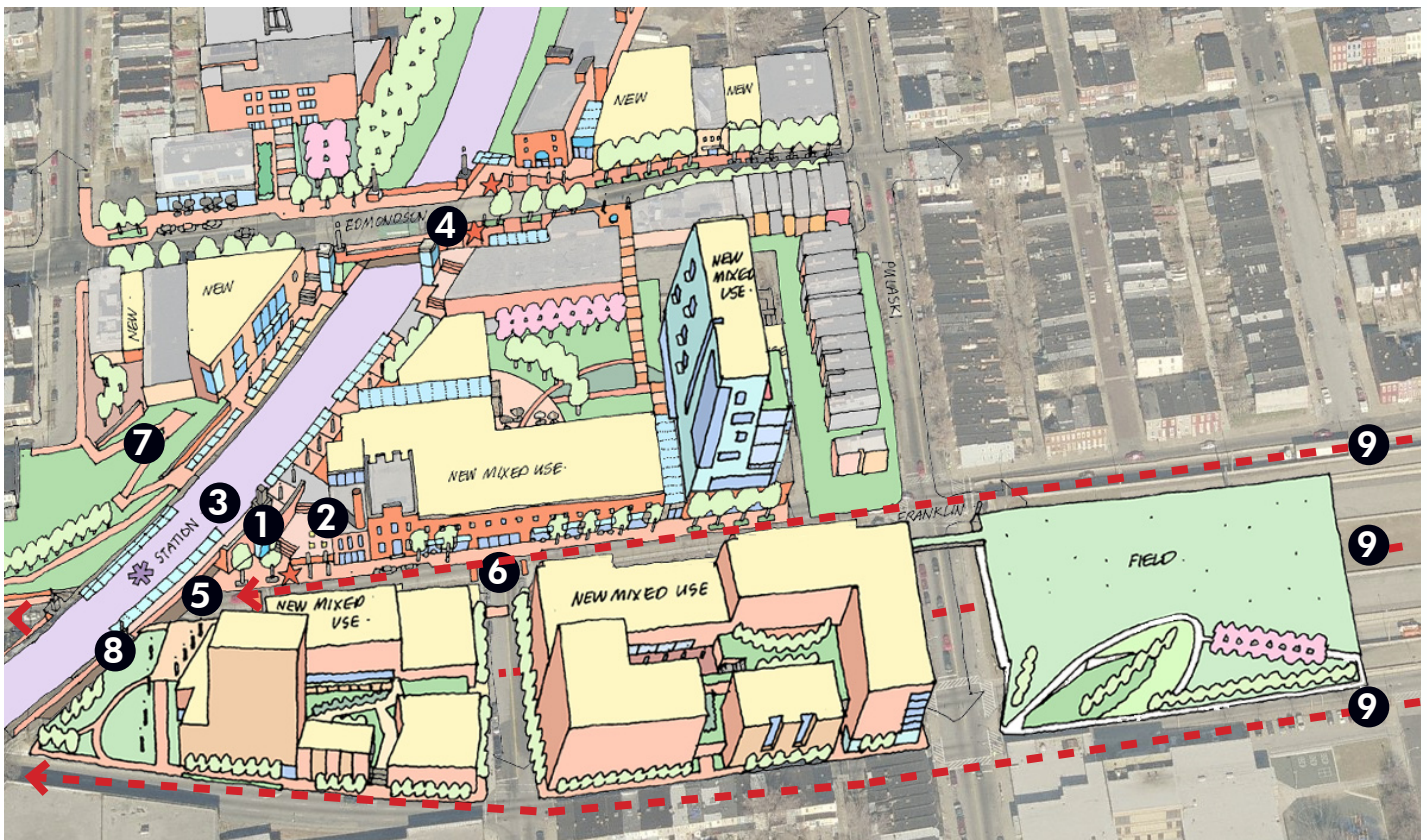 NEW
NEW
EDMONDSON
4
NEW
NEW
NEW
MIXED
USE.
PULASKI
7
NEW MIXED USE.
3
1
2
STATION
9
FRANKLIN
FIELD
9
5
6
NEW MIXED
USE.
NEW MIXED USE
8
9